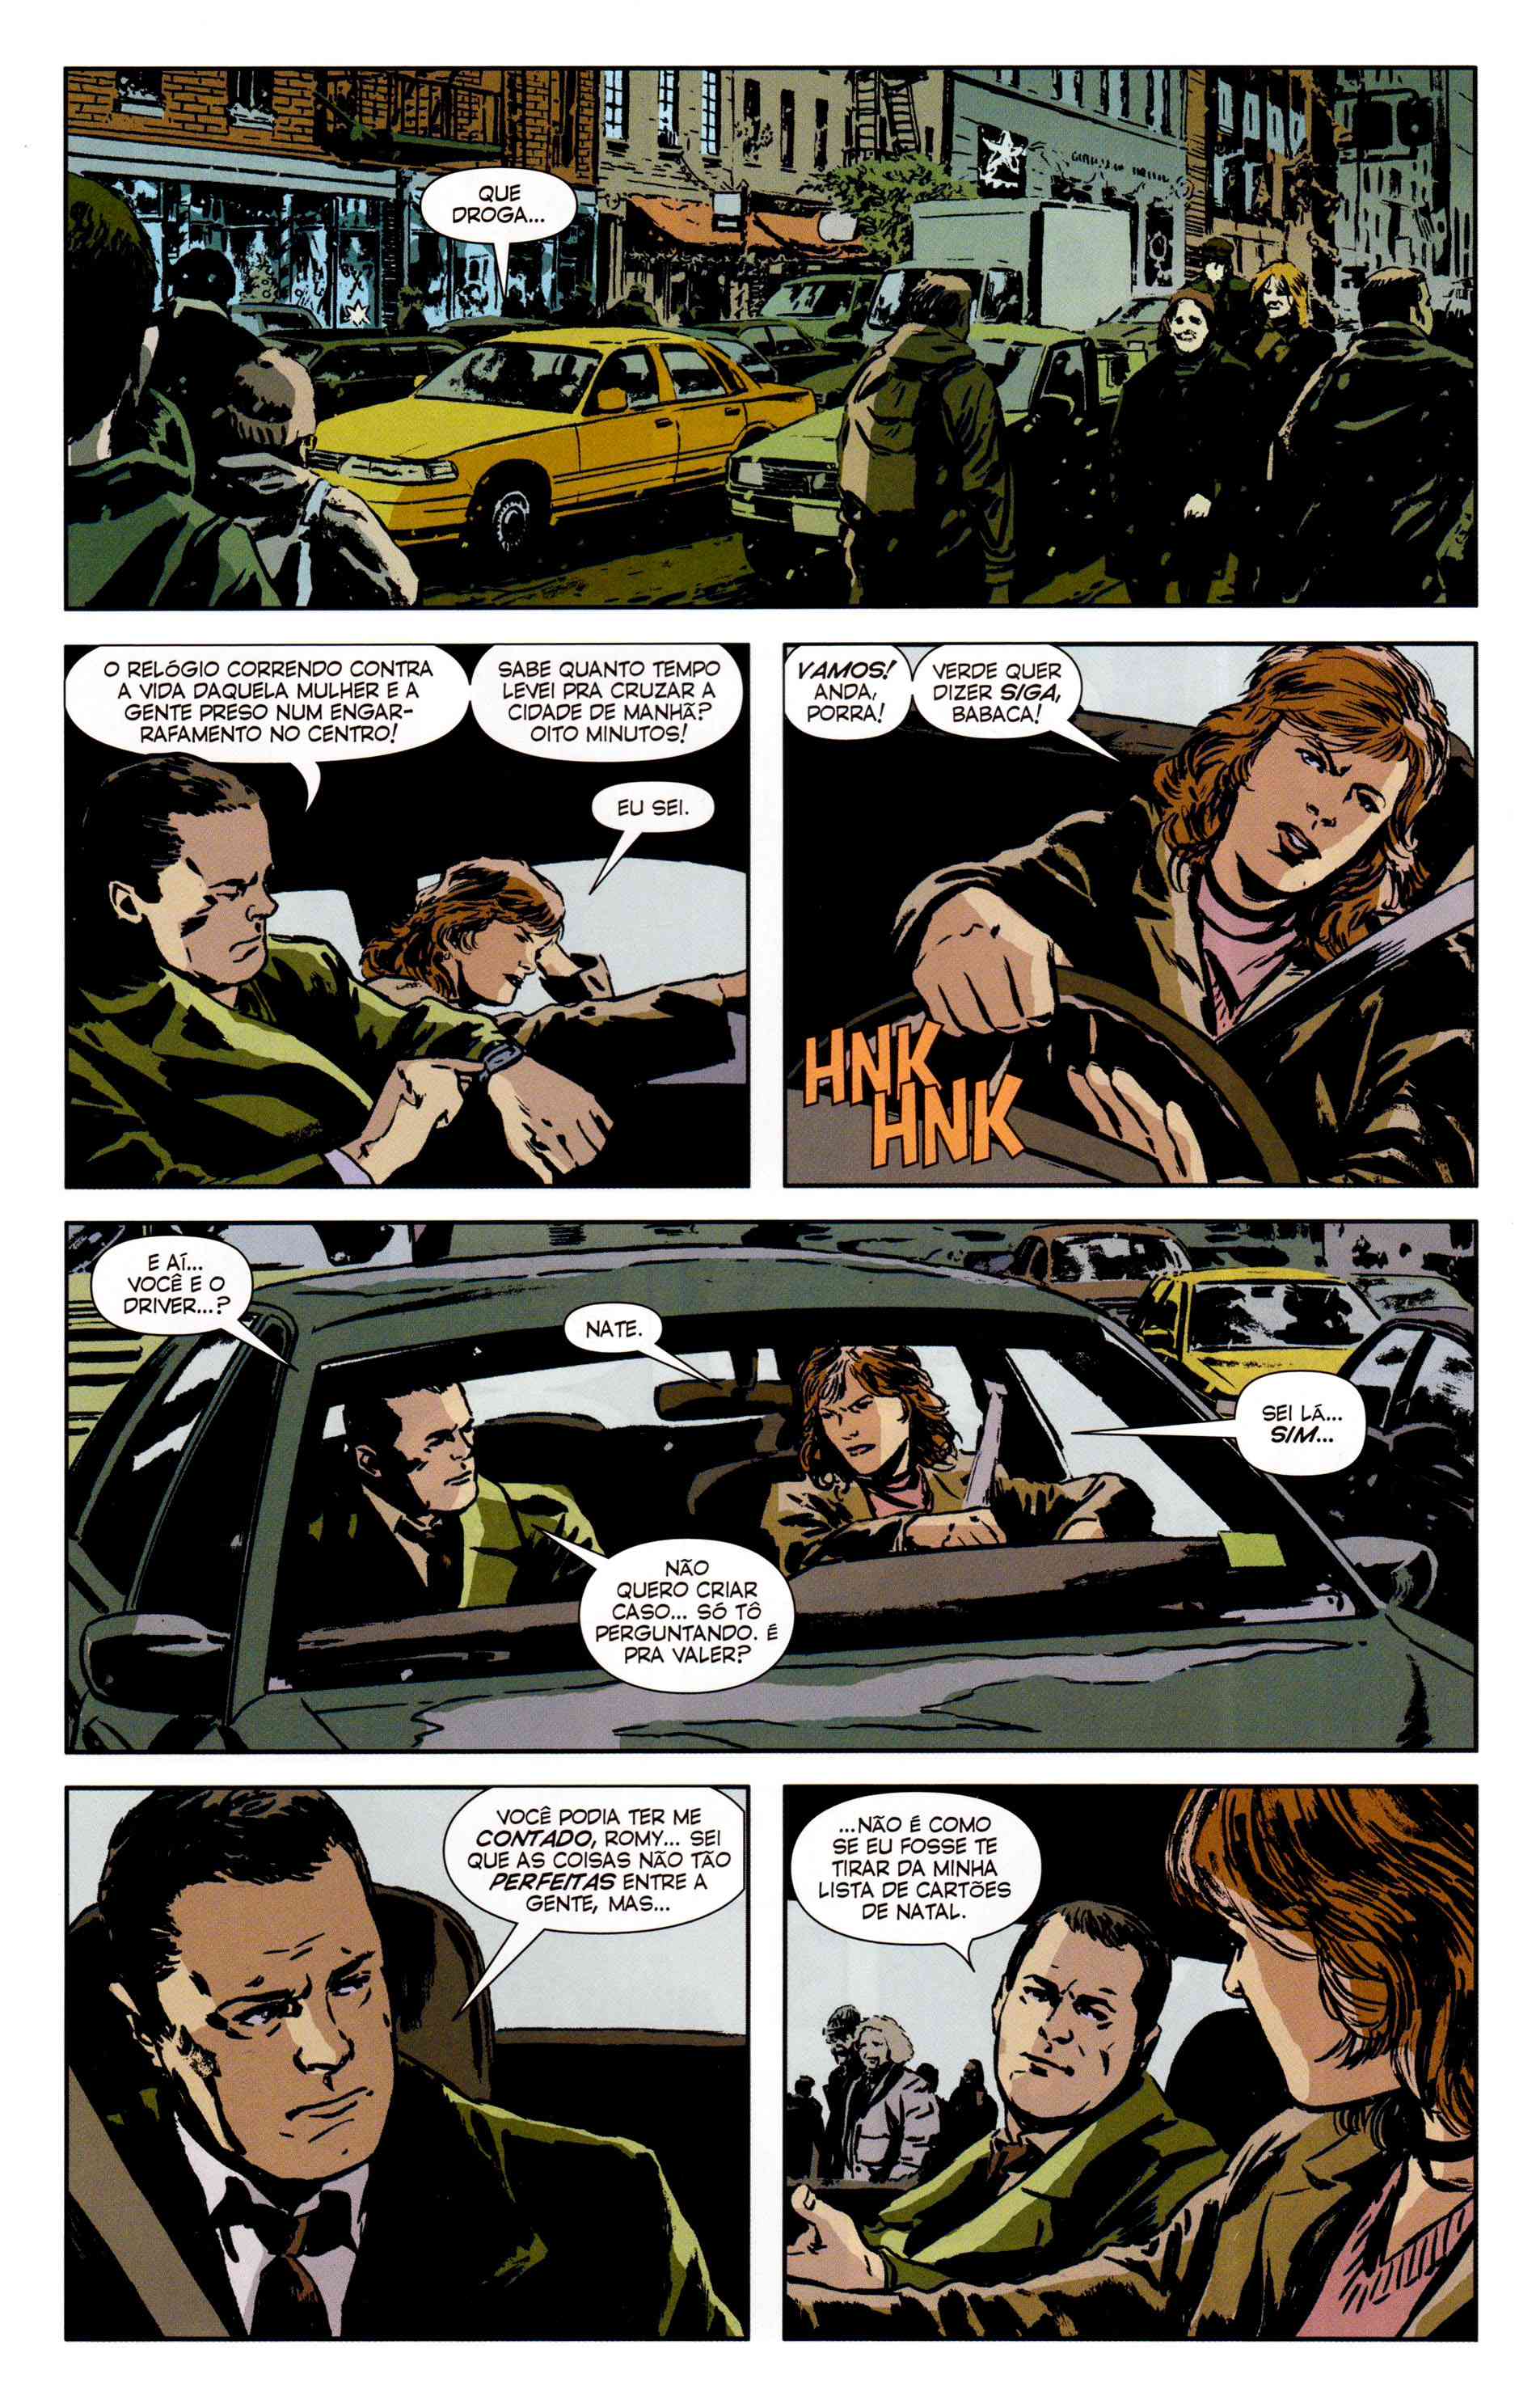 QUE
DROGA...
O RELÓGIO CORRENDO CONTRA
A VIDA DAQUELA MULHER E A
GENTE PRESO NUM ENGAR-
RAFAMENTO NO CENTRO!
SABE QUANTO TEMPO
LEVEI PRA CRUZAR A
CIDADE DE MANHÃ?
OITO MINUTOS!
EU SEI.
VAMOS!
ANDA,
PORRA!
VERDE QUER
DIZER SIGA,
BABACA!
HNK
HNK
E AÍ...
VOCÊ E O
DRIVER...?
NATE.
NÃO
QUERO CRIAR
CASO... SÓ TÔ
PERGUNTANDO. É
PRA VALER?
SEI LÁ...
SIM...
VOCÊ PODIA TER ME
CONTADO, ROMY... SEI
QUE AS COISAS NÃO TÃO
PERFEITAS ENTRE A
GENTE, MAS...
...NÃO É COMO
SE EU FOSSE TE
TIRAR DA MINHA
LISTA DE CARTÕES
DE NATAL.